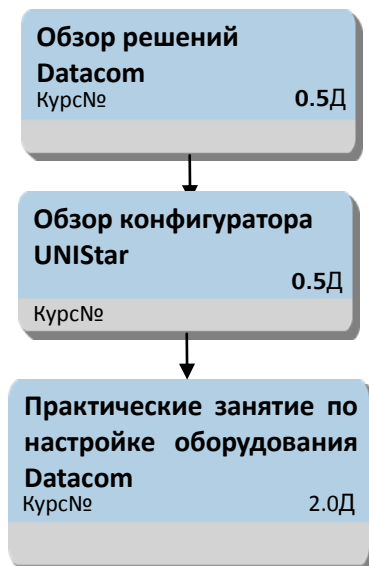 Обзор решений
Datacom
Курс№ 0.5Д
Обзор конфигуратора
UNIStar
0.5Д
Курс№
Практические занятие по
настройке оборудования
Datacom
Курс№ 2.0Д